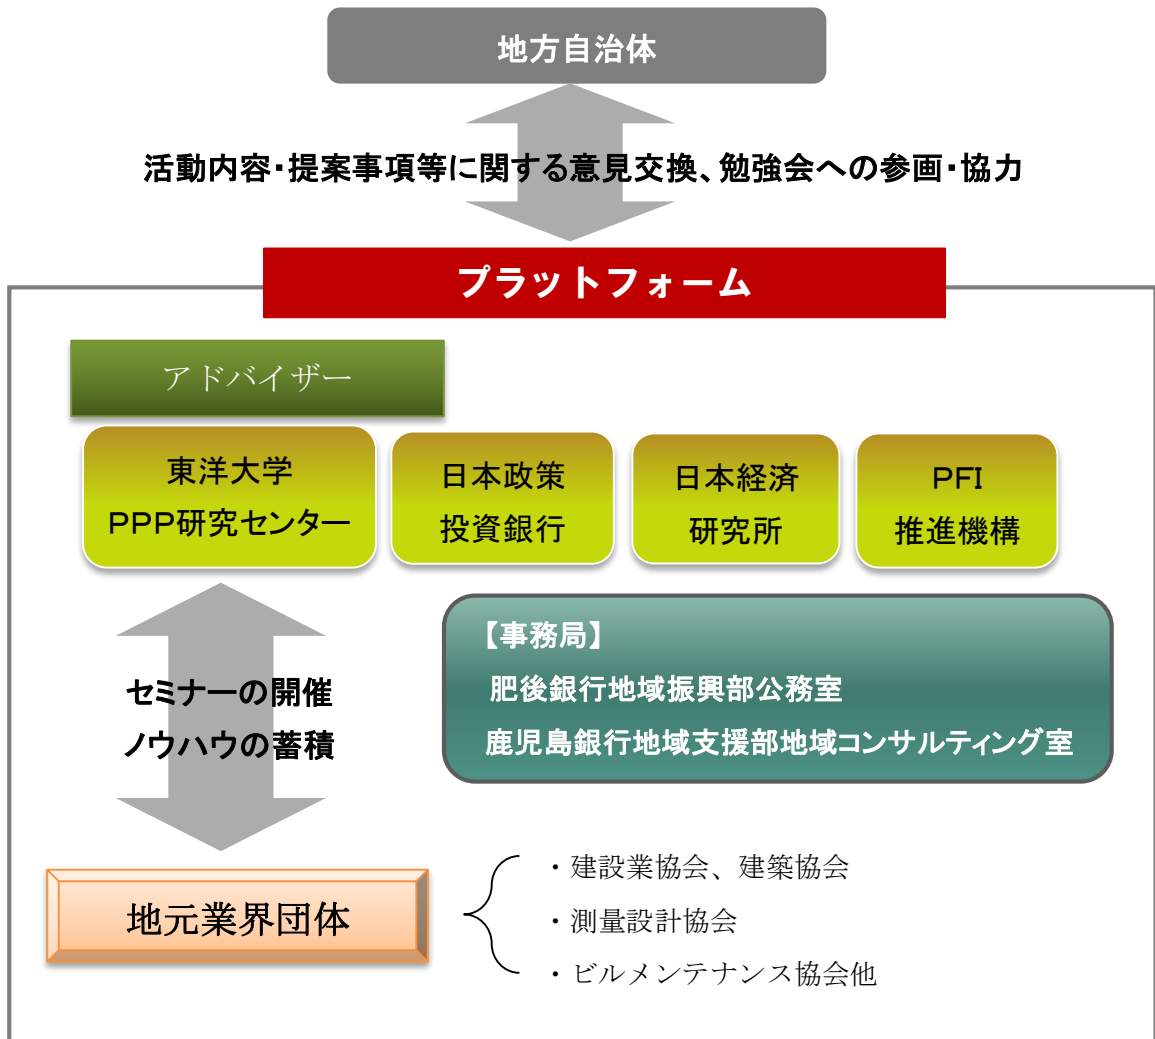 地方自治体
活動内容・提案事項等に関する意見交換、勉強会への参画・協力
プラットフォーム
アドバイザー
東洋大学
PPP研究センター
日本政策
投資銀行
日本経済
研究所
PFI
推進機構
【事務局】
肥後銀行地域振興部公務室
鹿児島銀行地域支援部地域コンサルティング室
セミナーの開催
ノウハウの蓄積
地元業界団体
・建設業協会、建築協会
・測量設計協会
・ビルメンテナンス協会他